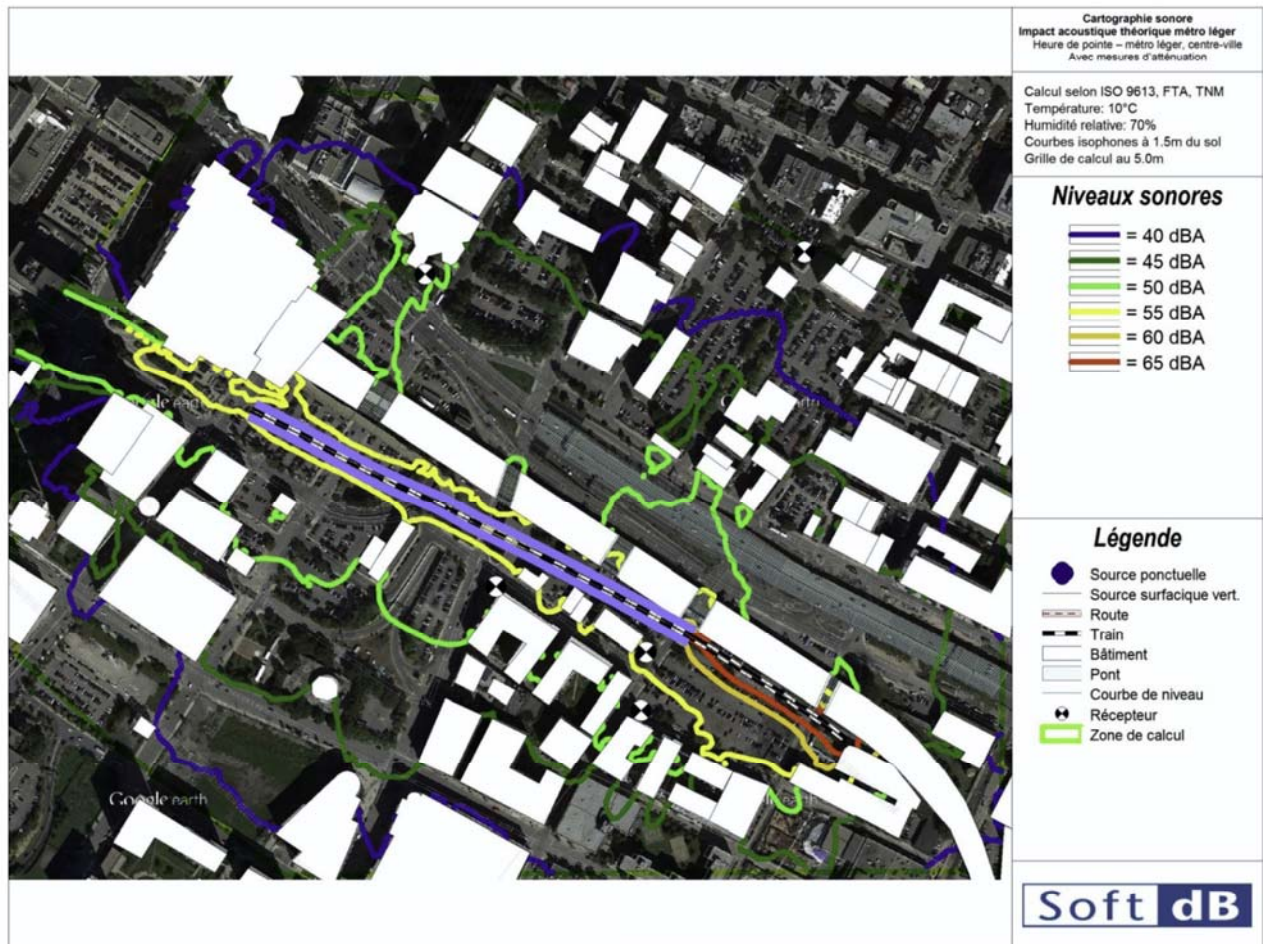 Cartographie sonore
Impact acoustique théorique métro léger
Heure de pointe – métro léger, centre-ville
Avec mesures d'atténuation
Calcul selon ISO 9613, FTA, TNM
Température: 10°C
Humidité relative: 70%
Courbes isophones à 1.5m du sol
Grille de calcul au 5.0m
Niveaux sonores
= 40 dBA
= 45 dBA
= 50 dBA
= 55 dBA
= 60 dBA
= 65 dBA
Légende
Source ponctuelle
Source surfacique vert.
Route
Train
Bâtiment
Pont
Courbe de niveau
Récepteur
Zone de calcul
Google earth
Soft dB